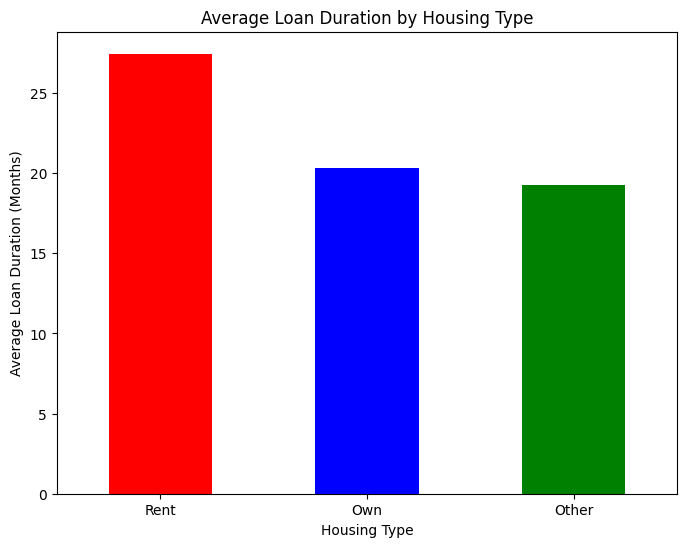 Average Loan Duration by Housing Type
Average Loan Duration (Months)
25
20
15
10
5
0
Rent
Own
Other
Housing Type